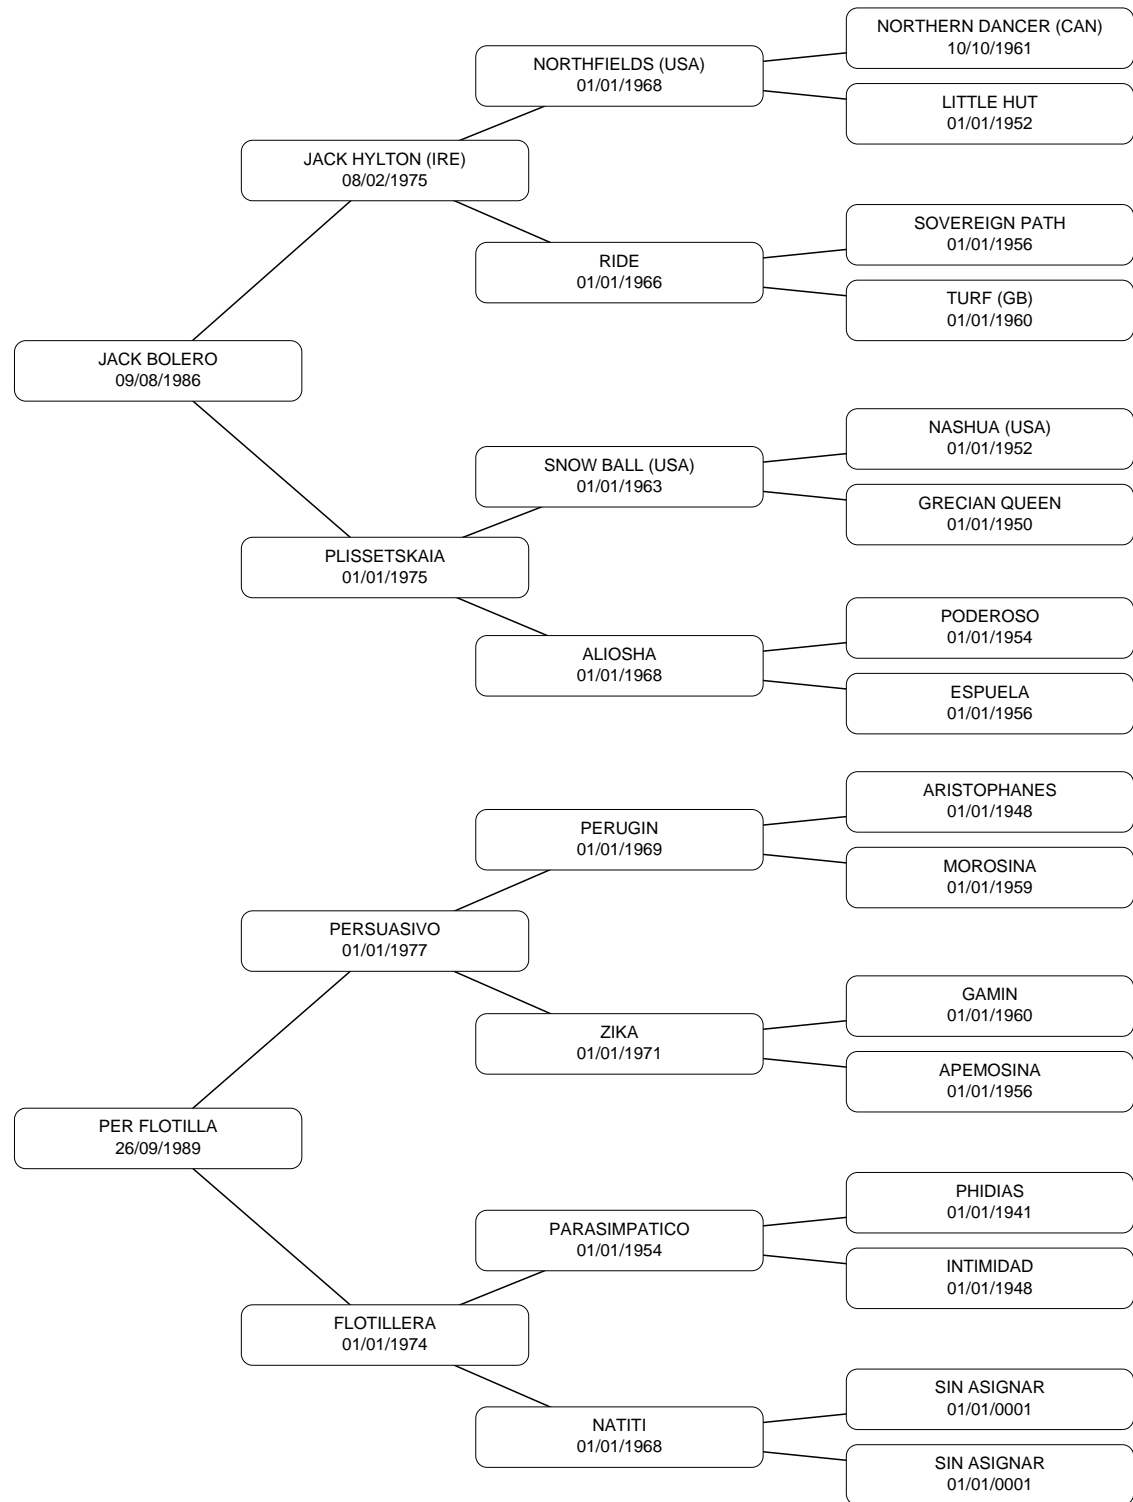 NORTHERN DANCER (CAN)
10/10/1961
NORTHFIELDS (USA)
01/01/1968
LITTLE HUT
01/01/1952
JACK HYLTON (IRE)
08/02/1975
SOVEREIGN PATH
01/01/1956
RIDE
01/01/1966
TURF (GB)
01/01/1960
JACK BOLERO
09/08/1986
NASHUA (USA)
01/01/1952
SNOW BALL (USA)
01/01/1963
GRECIAN QUEEN
01/01/1950
PLISSETSKAIA
01/01/1975
PODEROSO
01/01/1954
ALIOSHA
01/01/1968
ESPUELA
01/01/1956
ARISTOPHANES
01/01/1948
PERUGIN
01/01/1969
MOROSINA
01/01/1959
PERSUASIVO
01/01/1977
GAMIN
01/01/1960
ZIKA
01/01/1971
APEMOSINA
01/01/1956
PER FLOTILLA
26/09/1989
PHIDIAS
01/01/1941
PARASIMPATICO
01/01/1954
INTIMIDAD
01/01/1948
FLOTILLERA
01/01/1974
SIN ASIGNAR
01/01/0001
NATITI
01/01/1968
SIN ASIGNAR
01/01/0001